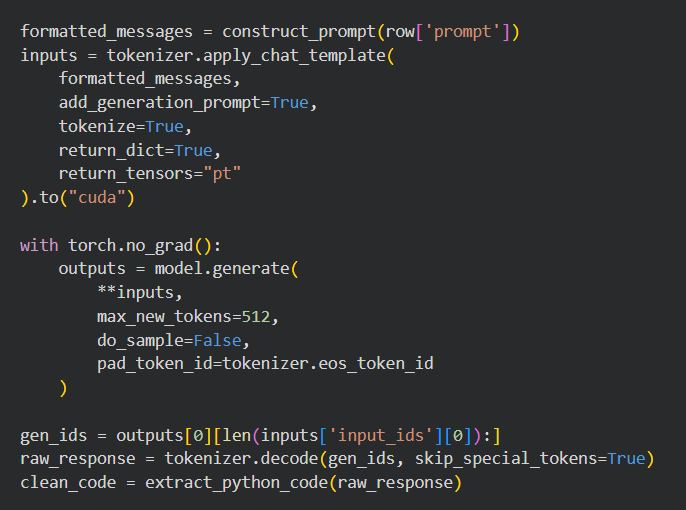 formatted_messages = construct_prompt(row['prompt'])
inputs = tokenizer.apply_chat_template(
    formatted_messages,
    add_generation_prompt=True,
    tokenize=True,
    return_dict=True,
    return_tensors="pt"
).to("cuda")

with torch.no_grad():
    outputs = model.generate(
        **inputs,
        max_new_tokens=512,
        do_sample=False,
        pad_token_id=tokenizer.eos_token_id
    )

gen_ids = outputs[0][len(inputs['input_ids'][0]):]
raw_response = tokenizer.decode(gen_ids, skip_special_tokens=True)
clean_code = extract_python_code(raw_response)